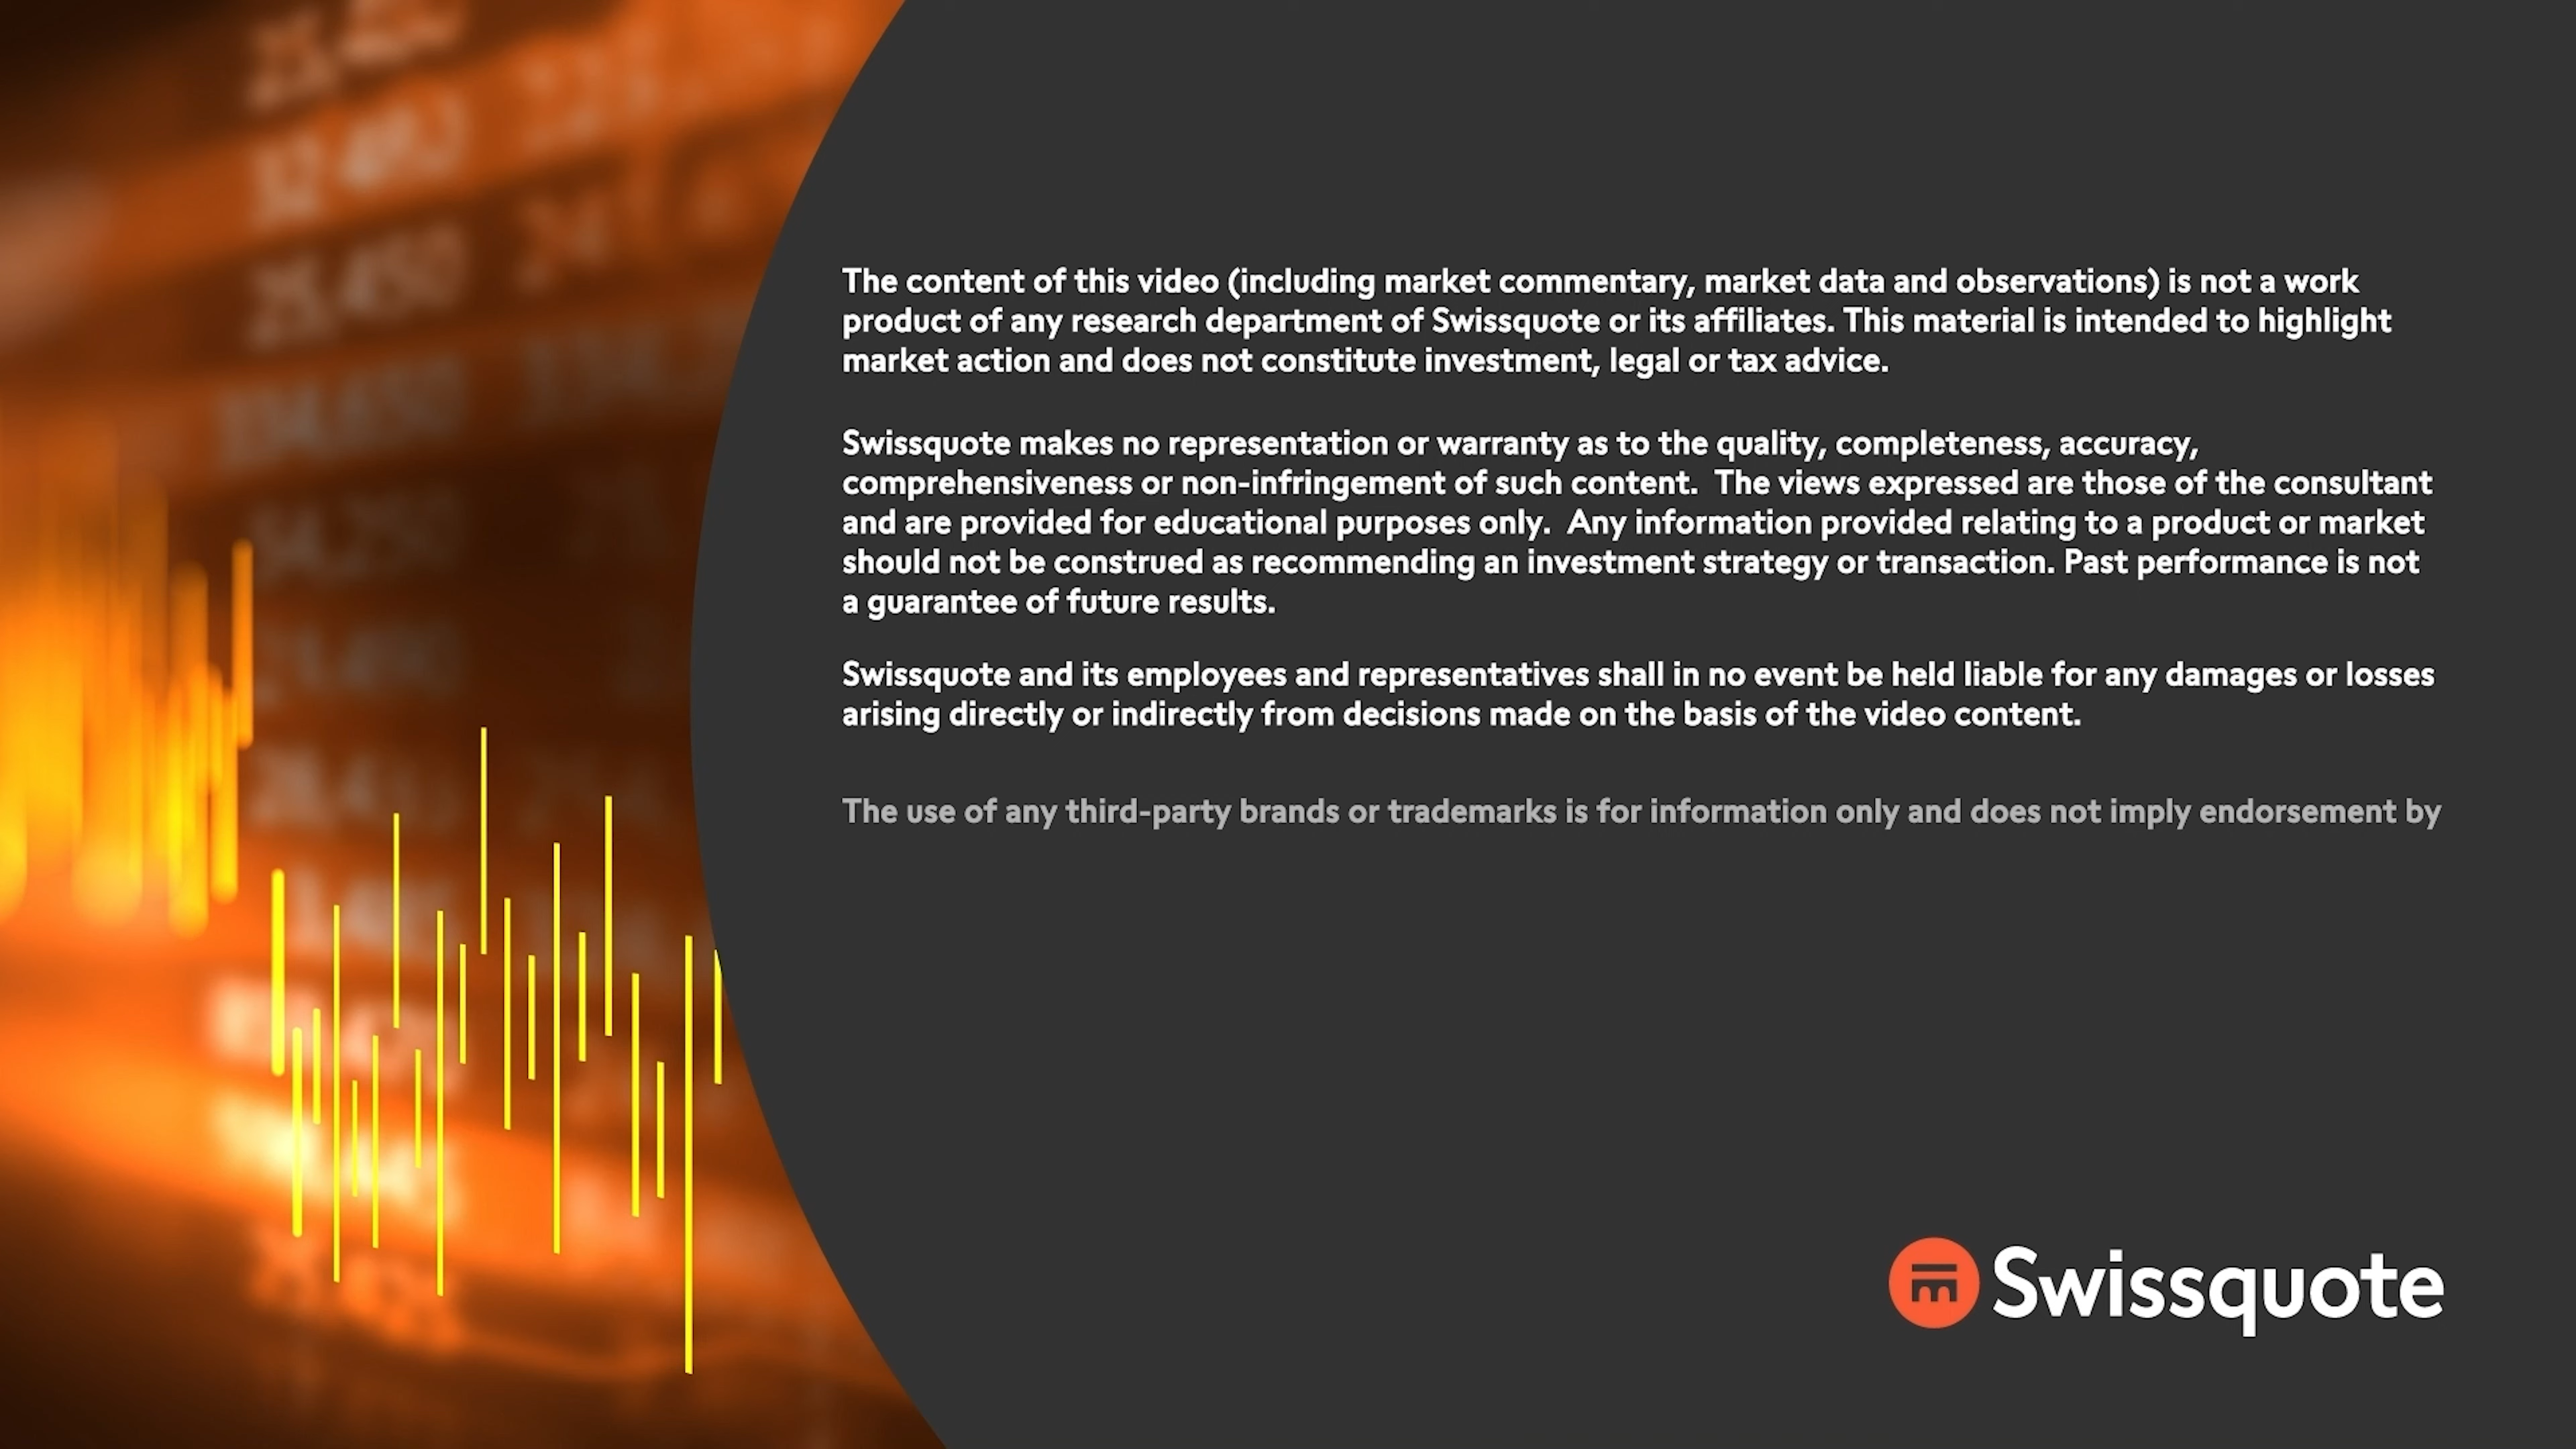 The content of this video (including market commentary, market data and observations) is not a work
product of any research department of Swissquote or its affiliates. This material is intended to highlight
market action and does not constitute investment, legal or tax advice.
Swissquote makes no representation or warranty as to the quality, completeness, accuracy,
comprehensiveness or non-infringement of such content.  The views expressed are those of the consultant
and are provided for educational purposes only.  Any information provided relating to a product or market
should not be construed as recommending an investment strategy or transaction. Past performance is not
a guarantee of future results.
Swissquote and its employees and representatives shall in no event be held liable for any damages or losses
arising directly or indirectly from decisions made on the basis of the video content.
The use of any third-party brands or trademarks is for information only and does not imply endorsement by
Swissquote